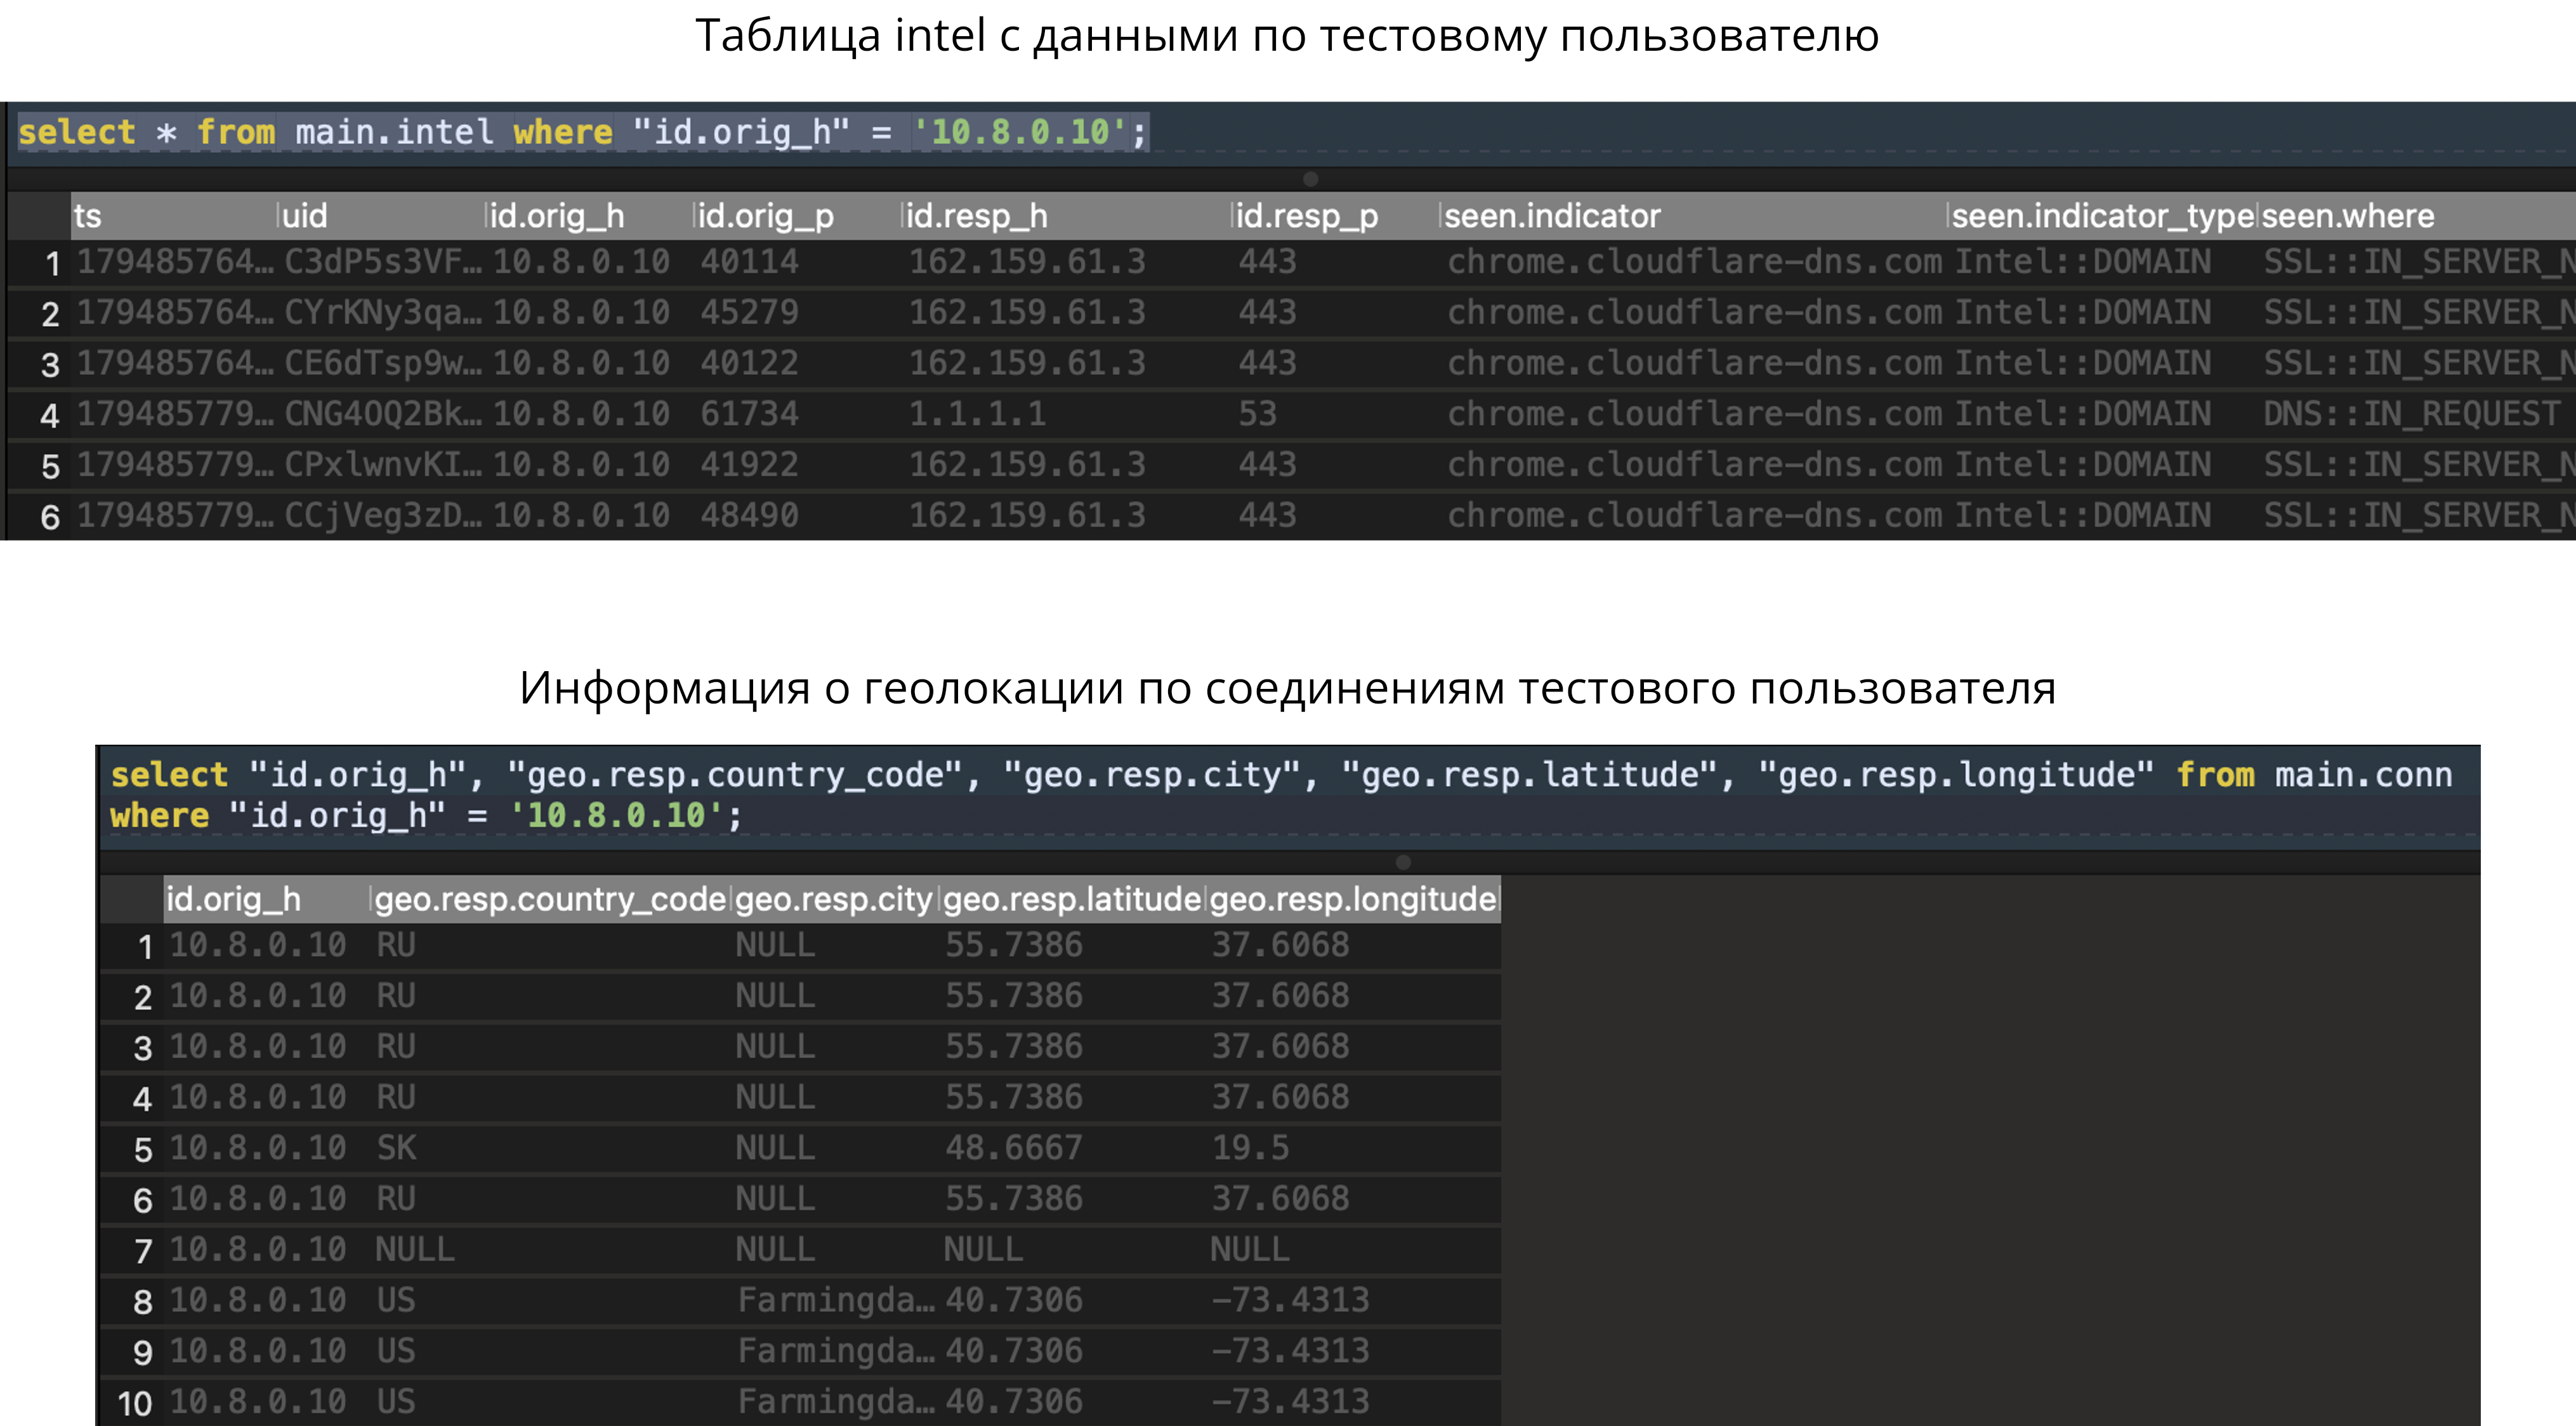 Таблица intel с данными по тестовому пользователю
select * from main.intel where "id.orig_h" = '10.8.0.10';
ts uid id.orig_h id.orig_p id.resp_h id.resp_p seen.indicator seen.indicator_type seen.where
1 179485764… C3dP5s3VF… 10.8.0.10 40114 162.159.61.3 443 chrome.cloudflare-dns.com Intel::DOMAIN SSL::IN_SERVER_N
2 179485764… CYrKNy3qa… 10.8.0.10 45279 162.159.61.3 443 chrome.cloudflare-dns.com Intel::DOMAIN SSL::IN_SERVER_N
3 179485764… CE6dTsp9w… 10.8.0.10 40122 162.159.61.3 443 chrome.cloudflare-dns.com Intel::DOMAIN SSL::IN_SERVER_N
4 179485779… CNG4OQ2Bk… 10.8.0.10 61734 1.1.1.1 53 chrome.cloudflare-dns.com Intel::DOMAIN DNS::IN_REQUEST
5 179485779… CPxlwnvKI… 10.8.0.10 41922 162.159.61.3 443 chrome.cloudflare-dns.com Intel::DOMAIN SSL::IN_SERVER_N
6 179485779… CCjVeg3zD… 10.8.0.10 48490 162.159.61.3 443 chrome.cloudflare-dns.com Intel::DOMAIN SSL::IN_SERVER_N
Информация о геолокации по соединениям тестового пользователя
select "id.orig_h", "geo.resp.country_code", "geo.resp.city", "geo.resp.latitude", "geo.resp.longitude" from main.conn
where "id.orig_h" = '10.8.0.10';
id.orig_h geo.resp.country_code geo.resp.city geo.resp.latitude geo.resp.longitude
1 10.8.0.10 RU NULL 55.7386 37.6068
2 10.8.0.10 RU NULL 55.7386 37.6068
3 10.8.0.10 RU NULL 55.7386 37.6068
4 10.8.0.10 RU NULL 55.7386 37.6068
5 10.8.0.10 SK NULL 48.6667 19.5
6 10.8.0.10 RU NULL 55.7386 37.6068
7 10.8.0.10 NULL NULL NULL NULL
8 10.8.0.10 US Farmingda… 40.7306 −73.4313
9 10.8.0.10 US Farmingda… 40.7306 −73.4313
10 10.8.0.10 US Farmingda… 40.7306 −73.4313